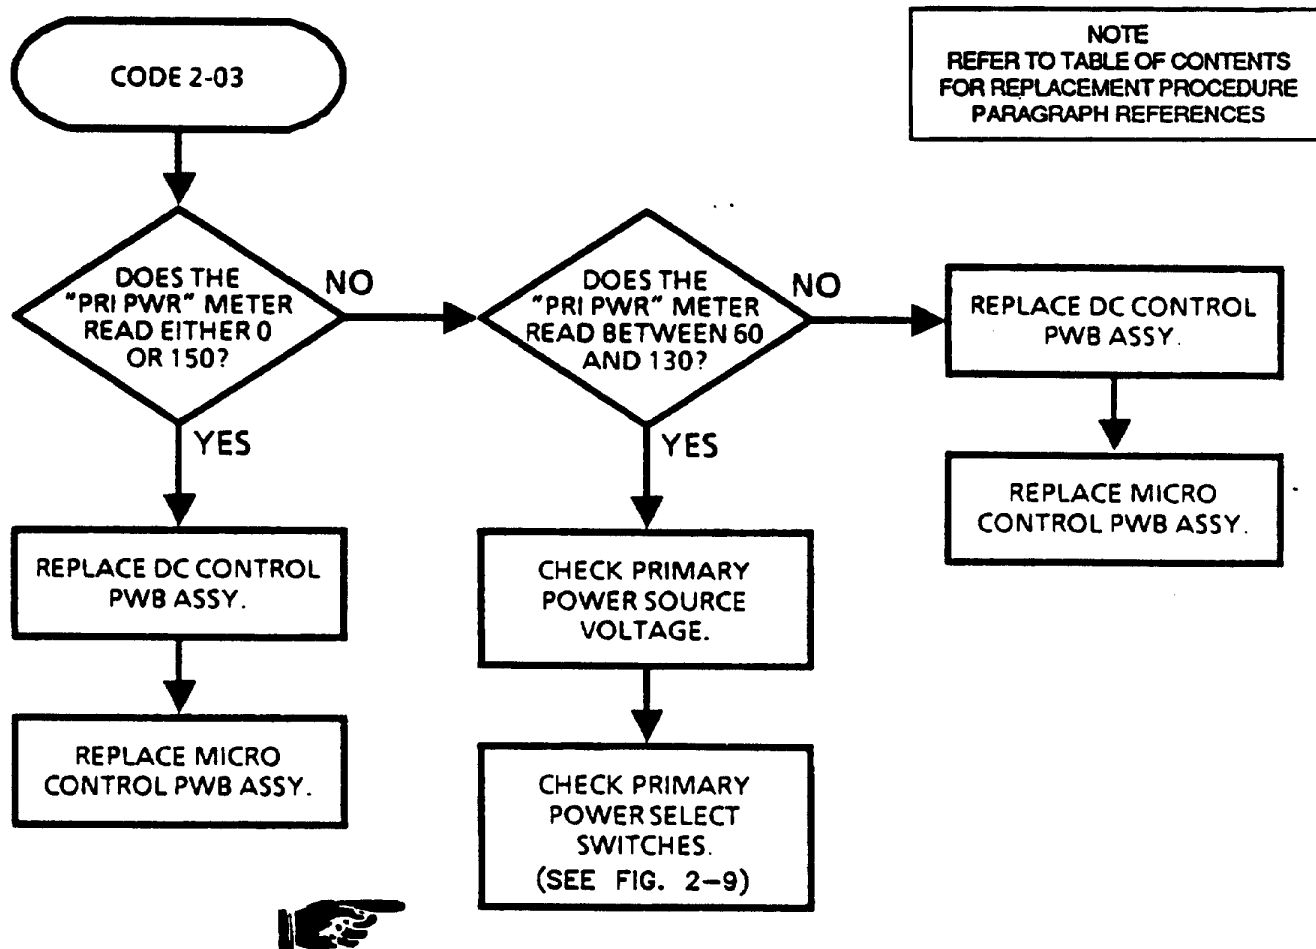 CODE 2-03
NOTE
REFER TO TABLE OF CONTENTS
FOR REPLACEMENT PROCEDURE
PARAGRAPH REFERENCES
DOES THE
"PRI PWR" METER
READ EITHER 0
OR 150?
NO
YES
DOES THE
"PRI PWR" METER
READ BETWEEN 60
AND 130?
NO
YES
REPLACE DC CONTROL
PWB ASSY.
REPLACE MICRO
CONTROL PWB ASSY.
REPLACE DC CONTROL
PWB ASSY.
REPLACE MICRO
CONTROL PWB ASSY.
CHECK PRIMARY
POWER SOURCE
VOLTAGE.
CHECK PRIMARY
POWER SELECT
SWITCHES.
(SEE FIG. 2-9)